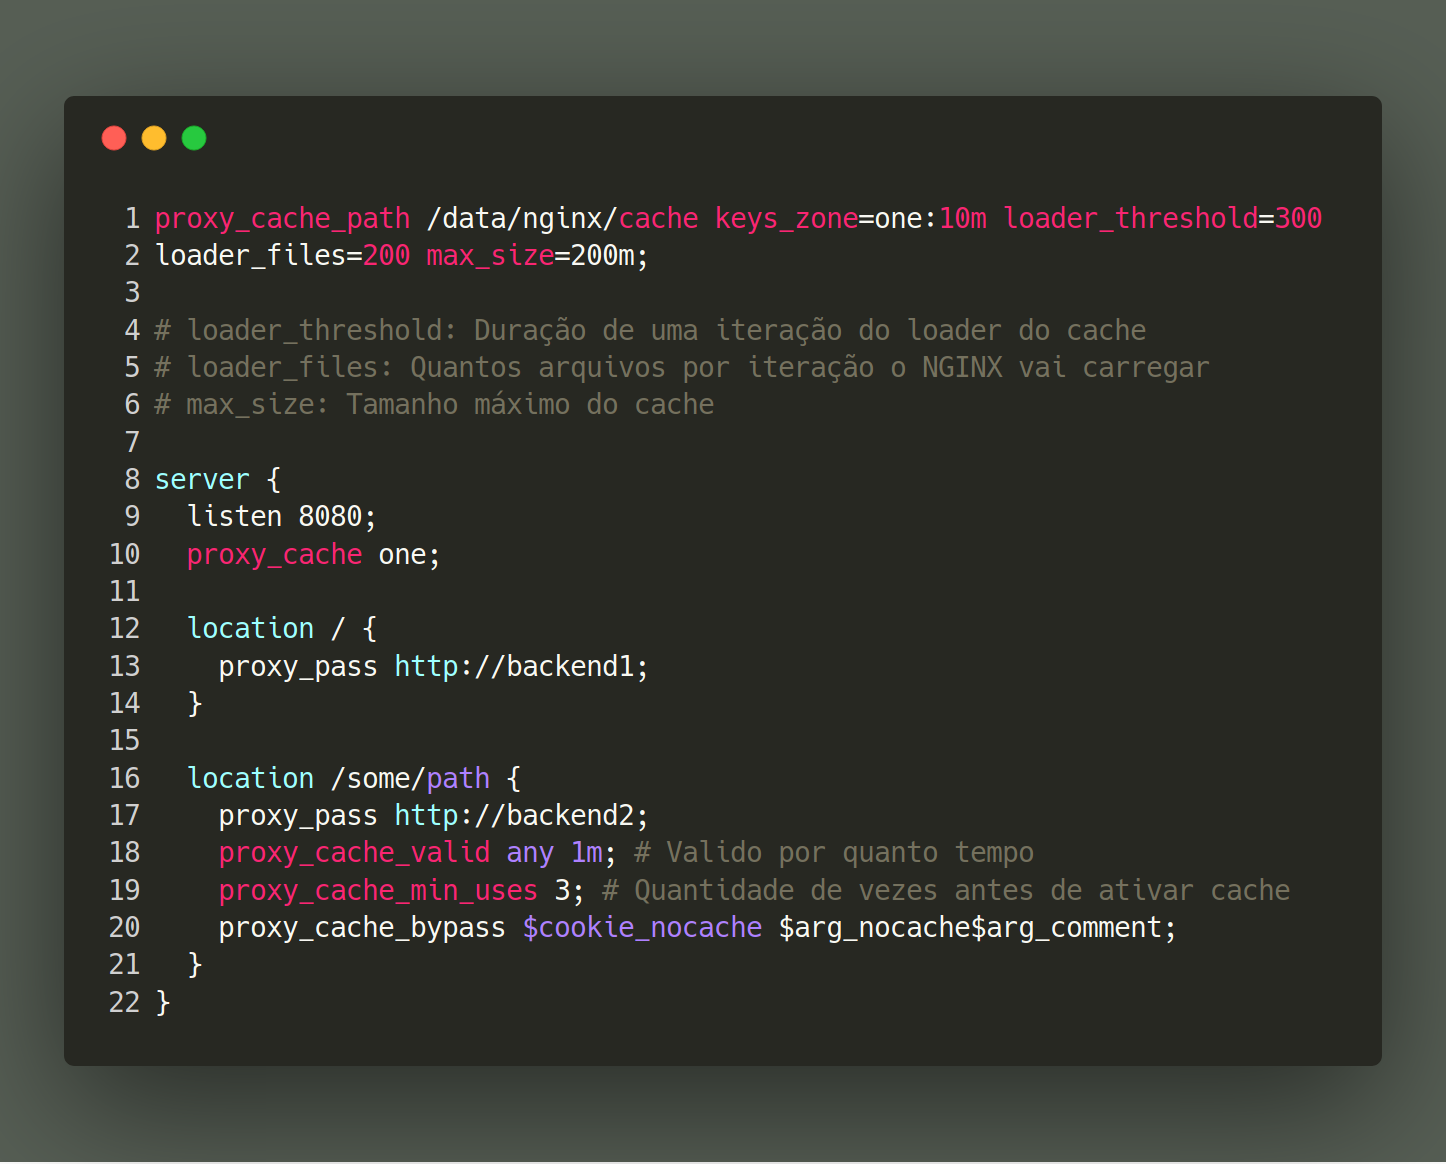 1 proxy_cache_path /data/nginx/cache keys_zone=one:10m loader_threshold=300
2 loader_files=200 max_size=200m;
3
4 # loader_threshold: Duração de uma iteração do loader do cache
5 # loader_files: Quantos arquivos por iteração o NGINX vai carregar
6 # max_size: Tamanho máximo do cache
7
8 server {
9   listen 8080;
10   proxy_cache one;
11
12   location / {
13     proxy_pass http://backend1;
14   }
15
16   location /some/path {
17     proxy_pass http://backend2;
18     proxy_cache_valid any 1m; # Valido por quanto tempo
19     proxy_cache_min_uses 3; # Quantidade de vezes antes de ativar cache
20     proxy_cache_bypass $cookie_nocache $arg_nocache$arg_comment;
21   }
22 }